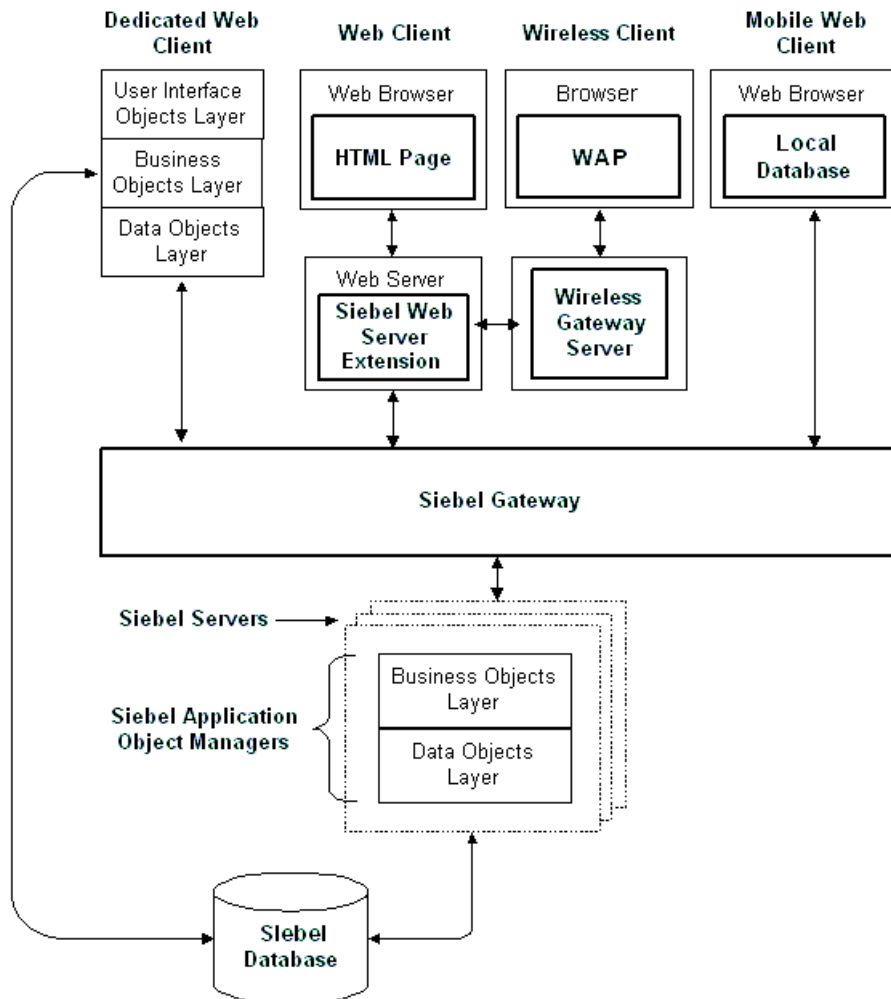 Dedicated Web
Client
Web Client
Wireless Client
Mobile Web
Client
User Interface
Objects Layer
Business
Objects Layer
Data Objects
Layer
Web Browser
HTML Page
Browser
WAP
Web Browser
Local
Database
Web Server
Siebel Web
Server
Extension
Wireless
Gateway
Server
Siebel Gateway
Siebel Servers
Siebel Application
Object Managers
Business Objects
Layer
Data Objects
Layer
SIebel
Database